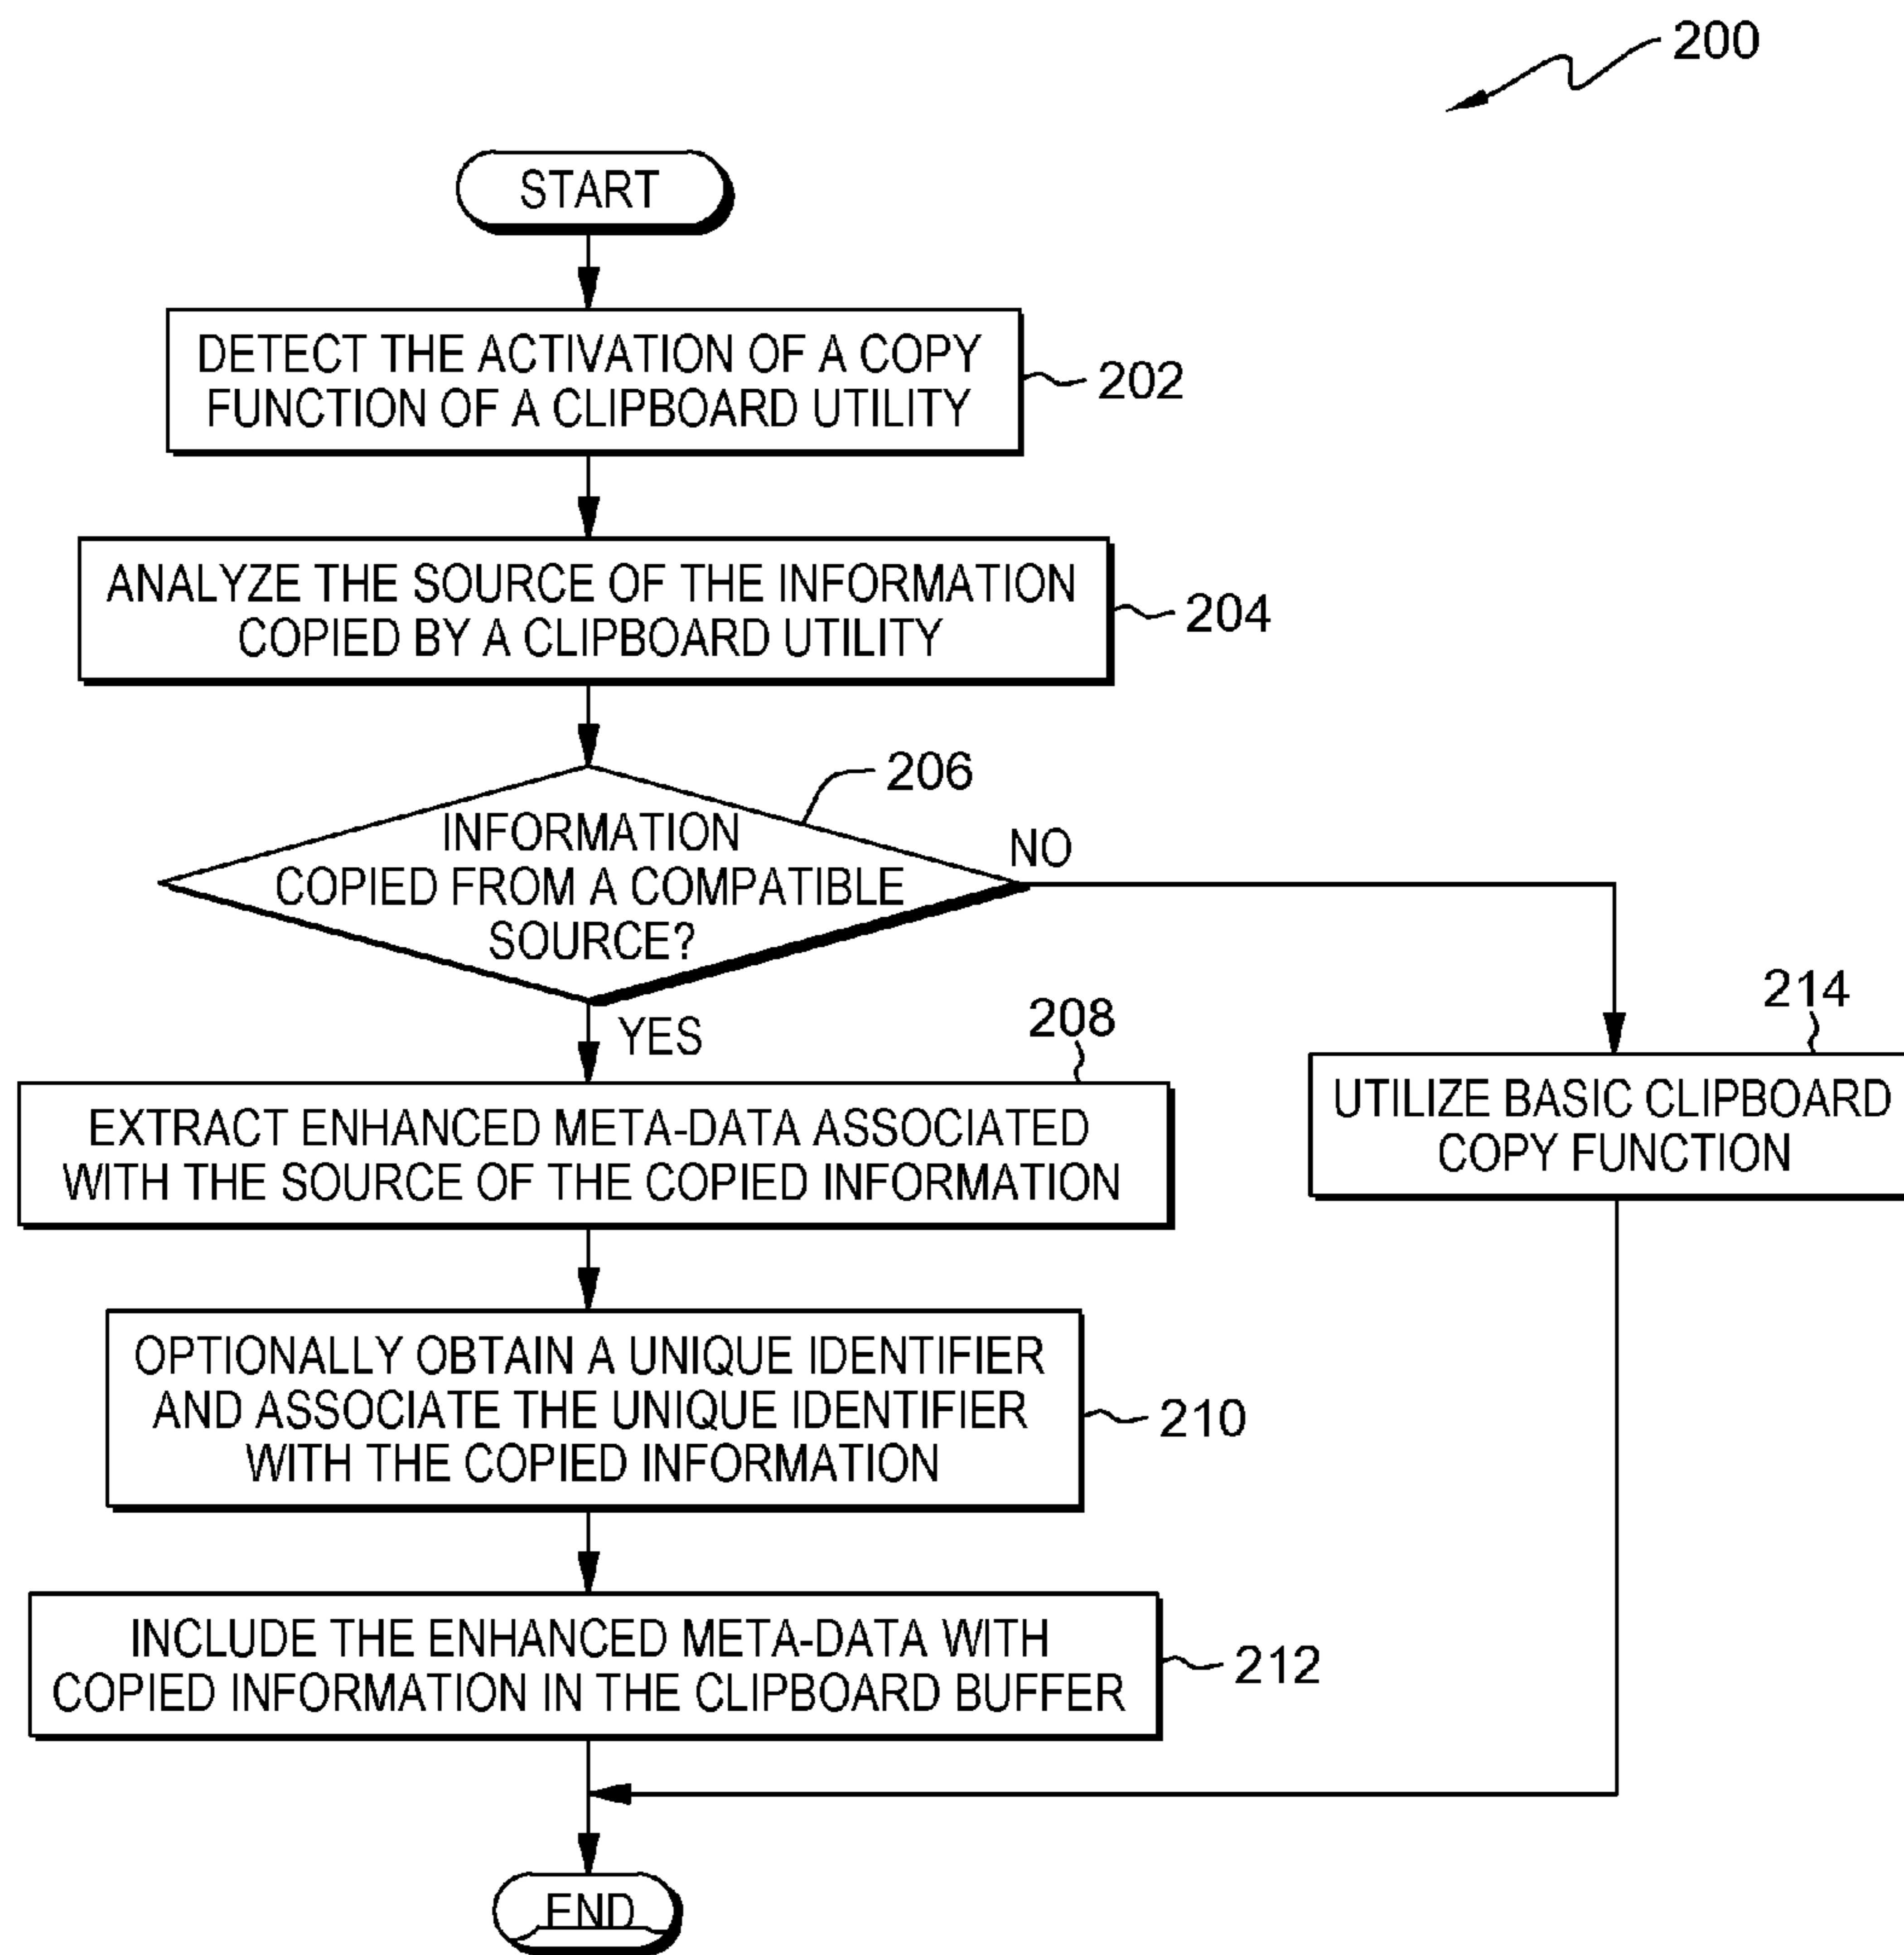 200
START
DETECT THE ACTIVATION OF A COPY
FUNCTION OF A CLIPBOARD UTILITY
202
ANALYZE THE SOURCE OF THE INFORMATION
COPIED BY A CLIPBOARD UTILITY
204
206
INFORMATION
COPIED FROM A COMPATIBLE
SOURCE?
NO
YES
208
214
EXTRACT ENHANCED META-DATA ASSOCIATED
WITH THE SOURCE OF THE COPIED INFORMATION
UTILIZE BASIC CLIPBOARD
COPY FUNCTION
OPTIONALLY OBTAIN A UNIQUE IDENTIFIER
AND ASSOCIATE THE UNIQUE IDENTIFIER
WITH THE COPIED INFORMATION
210
INCLUDE THE ENHANCED META-DATA WITH
COPIED INFORMATION IN THE CLIPBOARD BUFFER
212
END